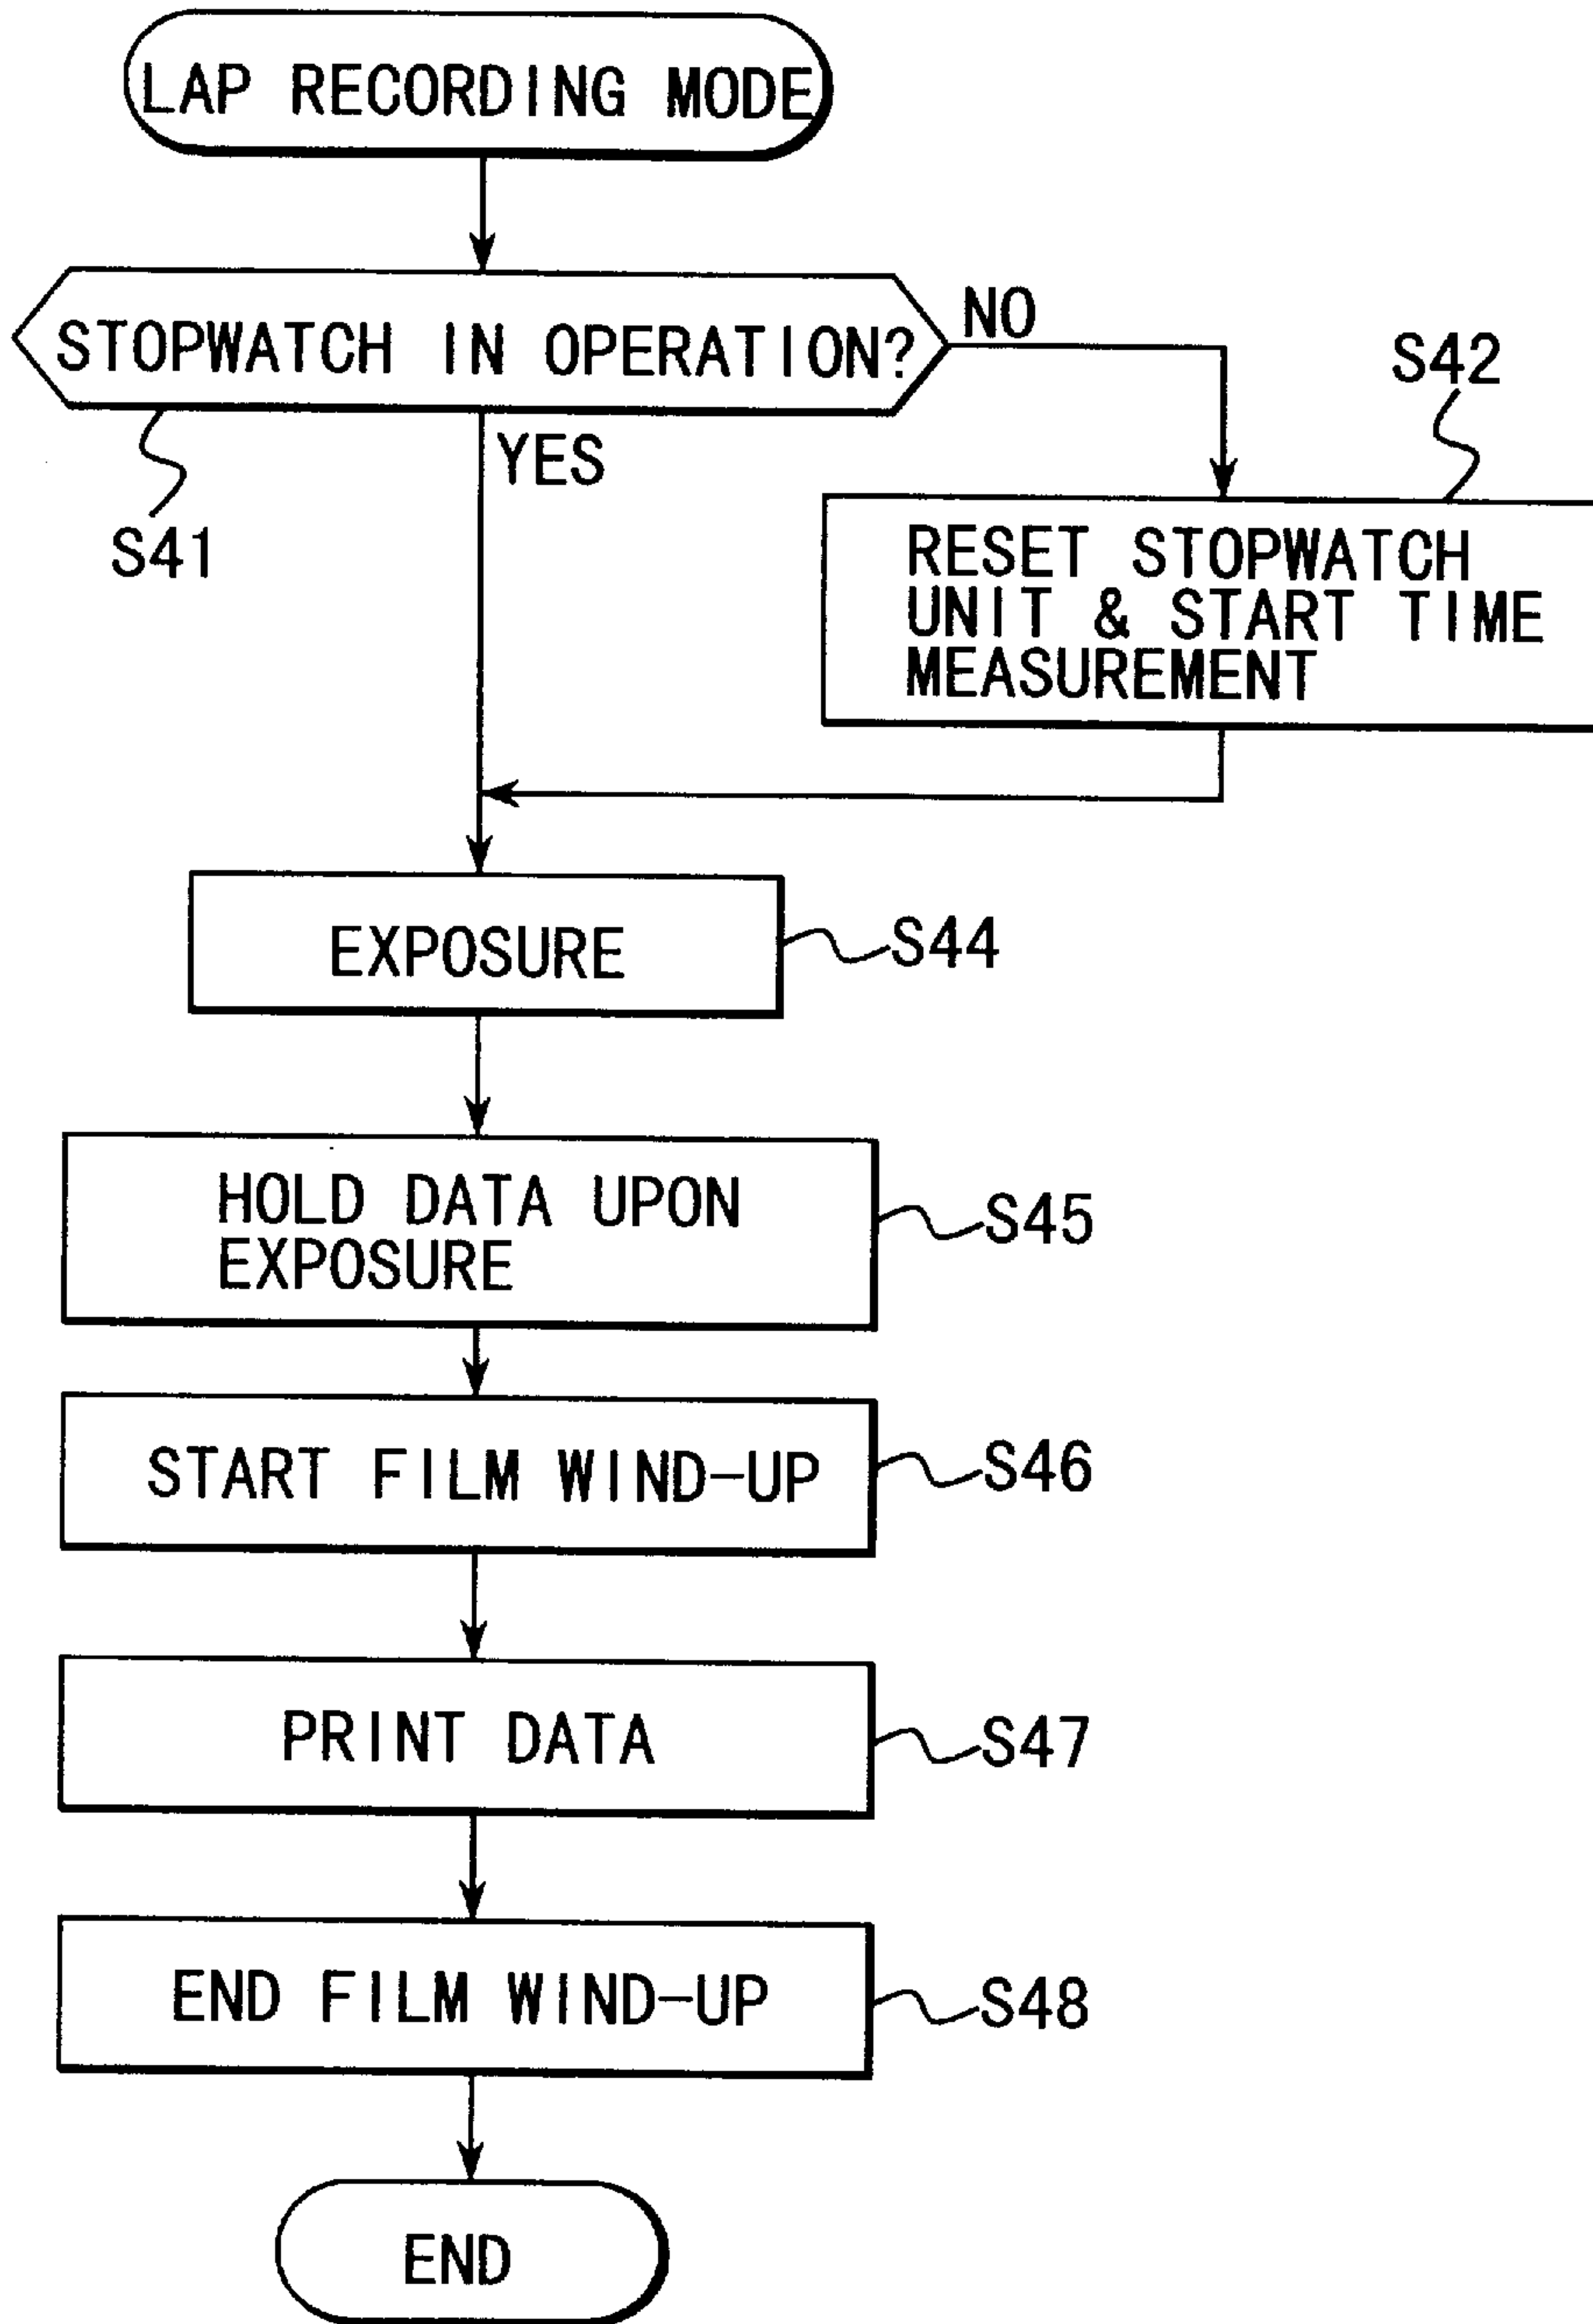 LAP RECORDING MODE
STOPWATCH IN OPERATION?
NO
S42
YES
S41
RESET STOPWATCH
UNIT & START TIME
MEASUREMENT
EXPOSURE
S44
HOLD DATA UPON
EXPOSURE
S45
START FILM WIND-UP
S46
PRINT DATA
S47
END FILM WIND-UP
S48
END